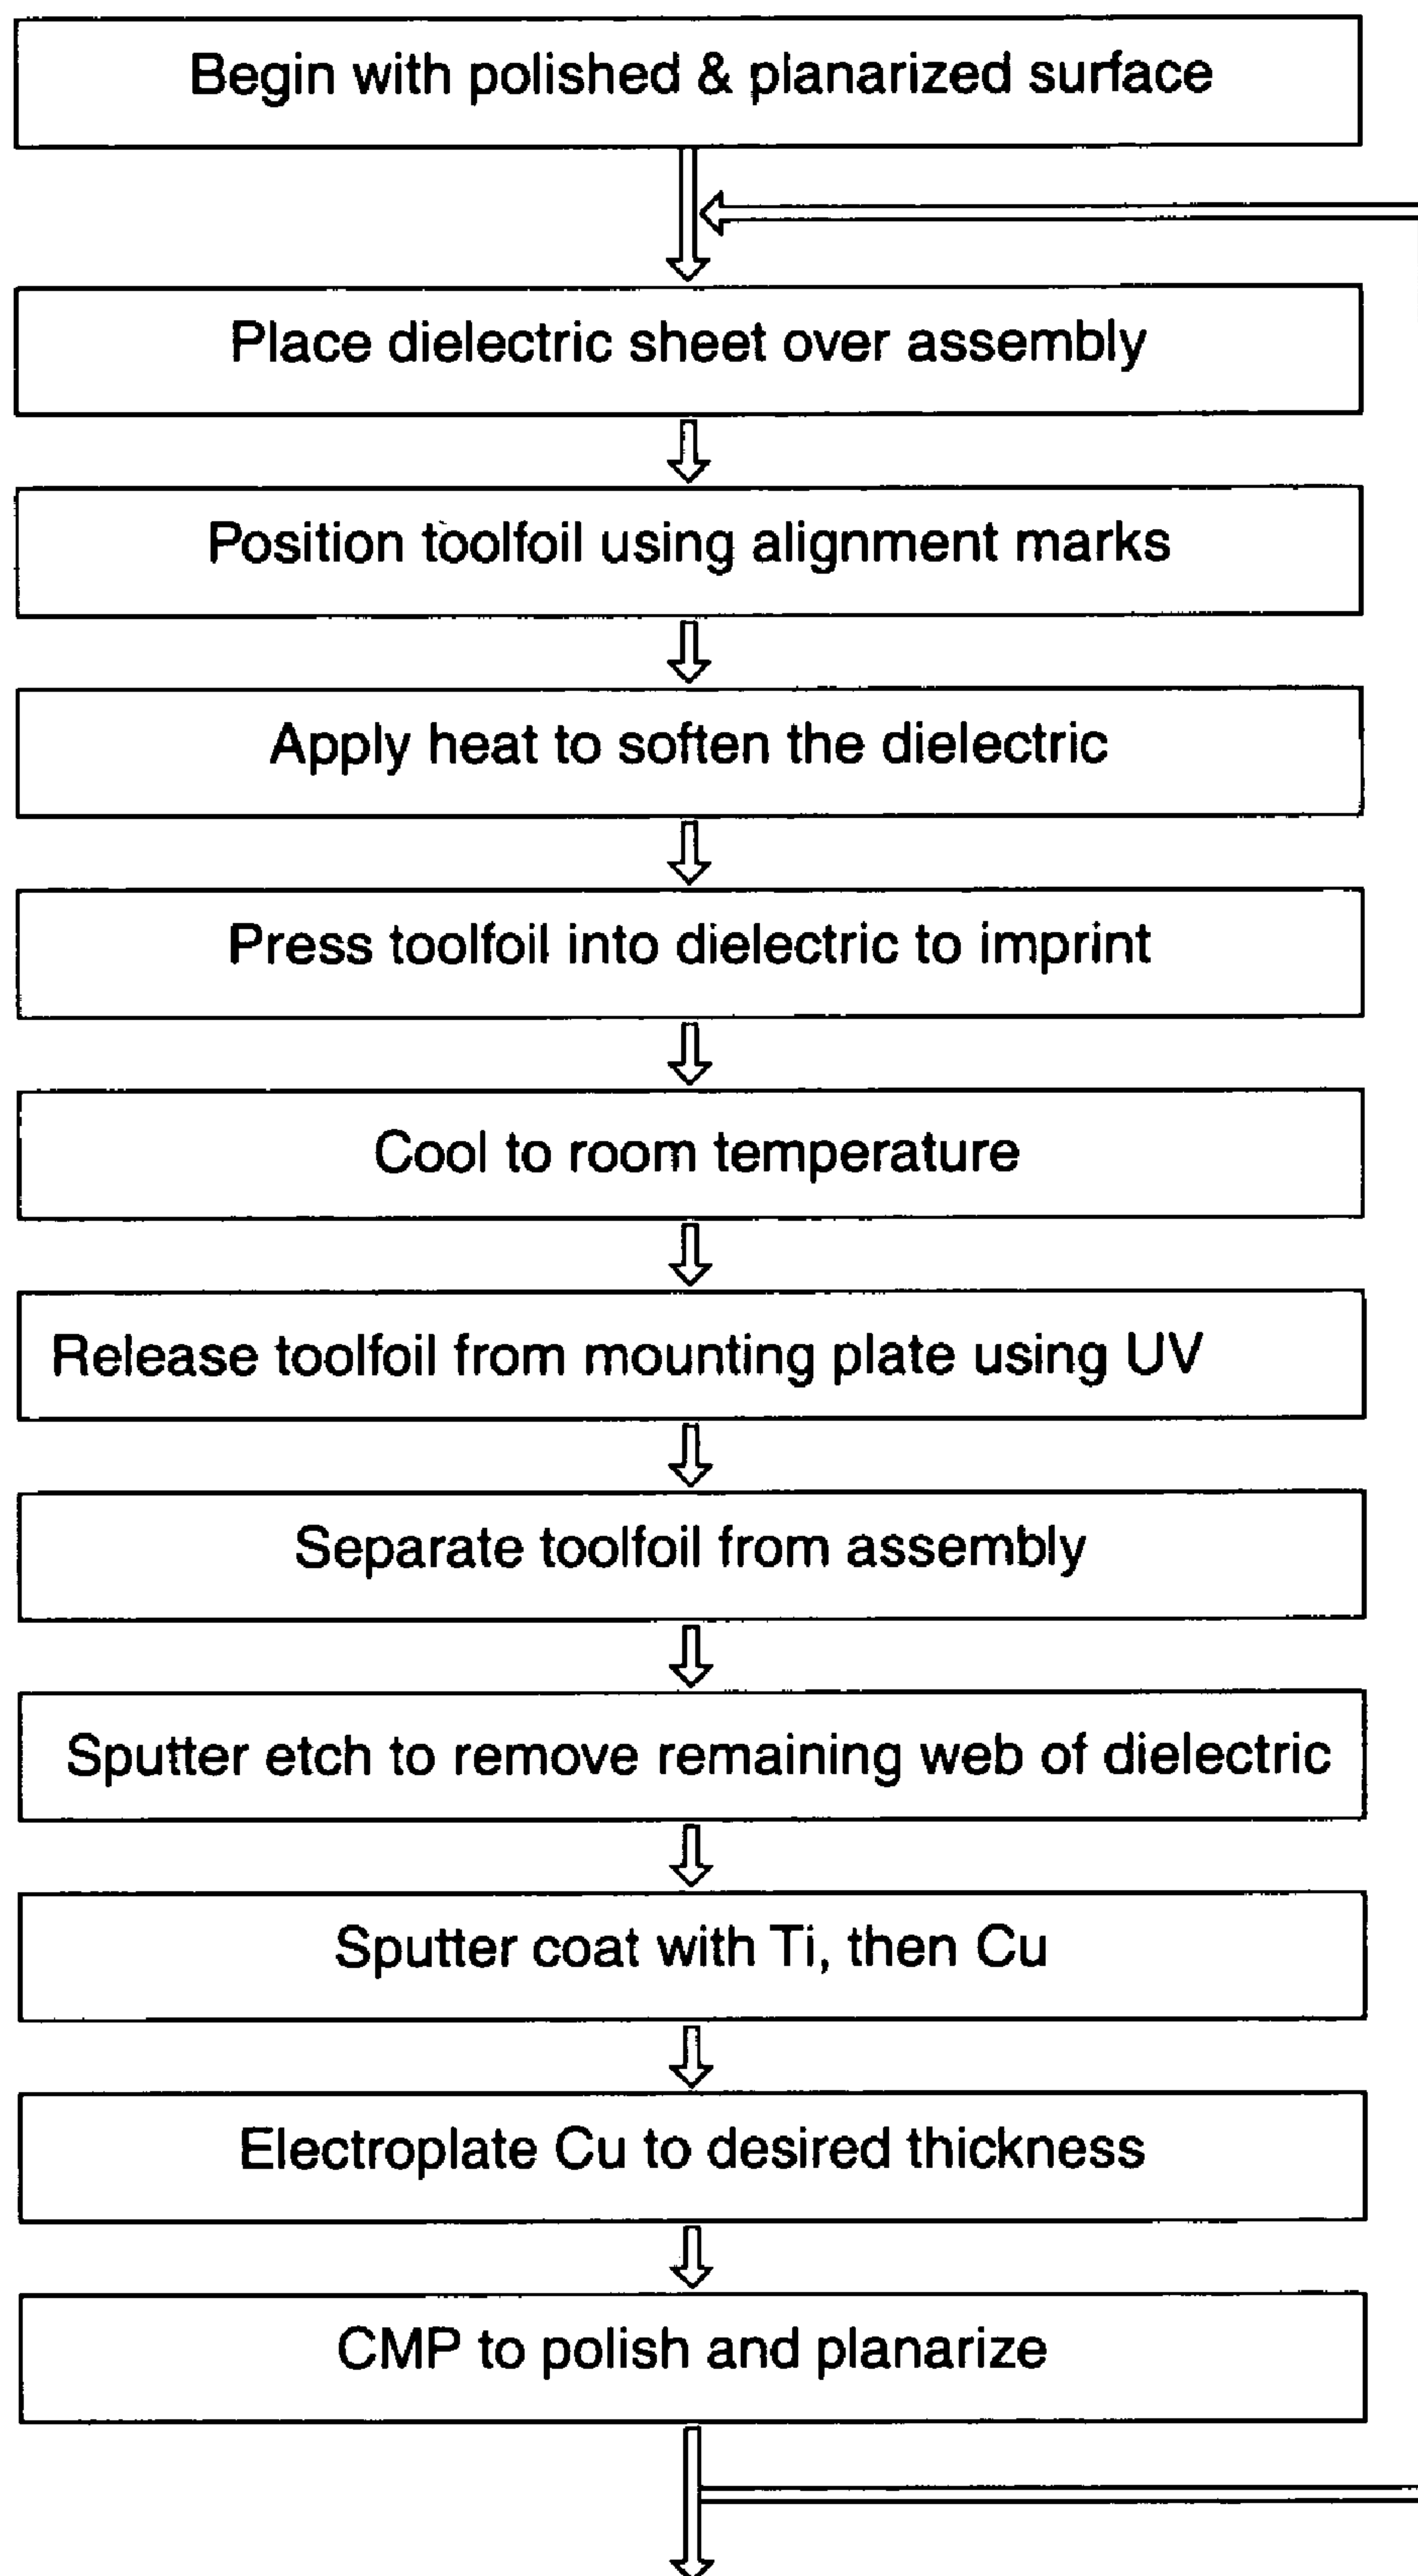 Begin with polished & planarized surface
Place dielectric sheet over assembly
Position toolfoil using alignment marks
Apply heat to soften the dielectric
Press toolfoil into dielectric to imprint
Cool to room temperature
Release toolfoil from mounting plate using UV
Separate toolfoil from assembly
Sputter etch to remove remaining web of dielectric
Sputter coat with Ti, then Cu
Electroplate Cu to desired thickness
CMP to polish and planarize